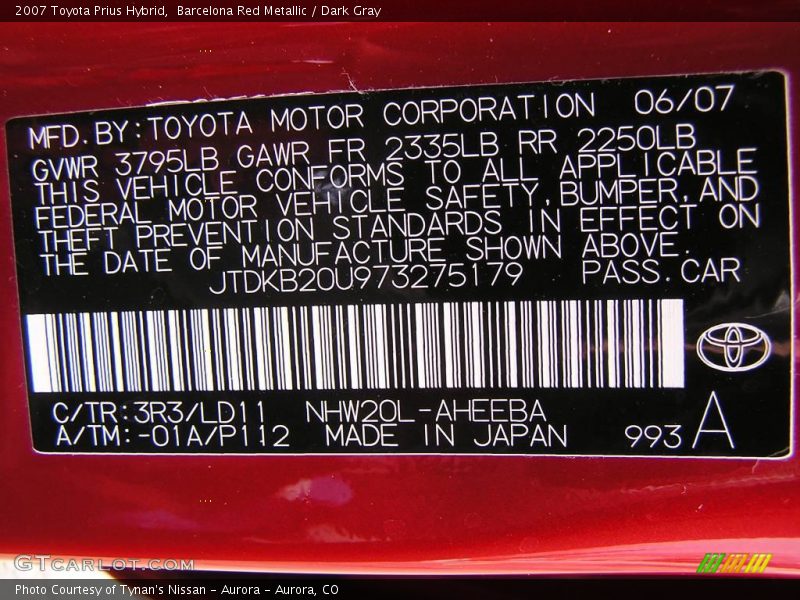 2007 Toyota Prius Hybrid,  Barcelona Red Metallic / Dark Gray
MFD. BY: TOYOTA MOTOR CORPORATION 06/07
GVWR 3795LB GAWR FR 2335LB RR 2250LB
THIS VEHICLE CONFORMS TO ALL APPLICABLE
FEDERAL MOTOR VEHICLE SAFETY, BUMPER, AND
THEFT PREVENTION STANDARDS IN EFFECT ON
THE DATE OF MANUFACTURE SHOWN ABOVE.
JTDKB20U973275179 PASS. CAR
C/TR: 3R3/LD11 NHW20L-AHEEBA
A/TM: -01A/P112 MADE IN JAPAN 993 A
GTCARLOT.COM
Photo Courtesy of Tynan's Nissan - Aurora - Aurora, CO